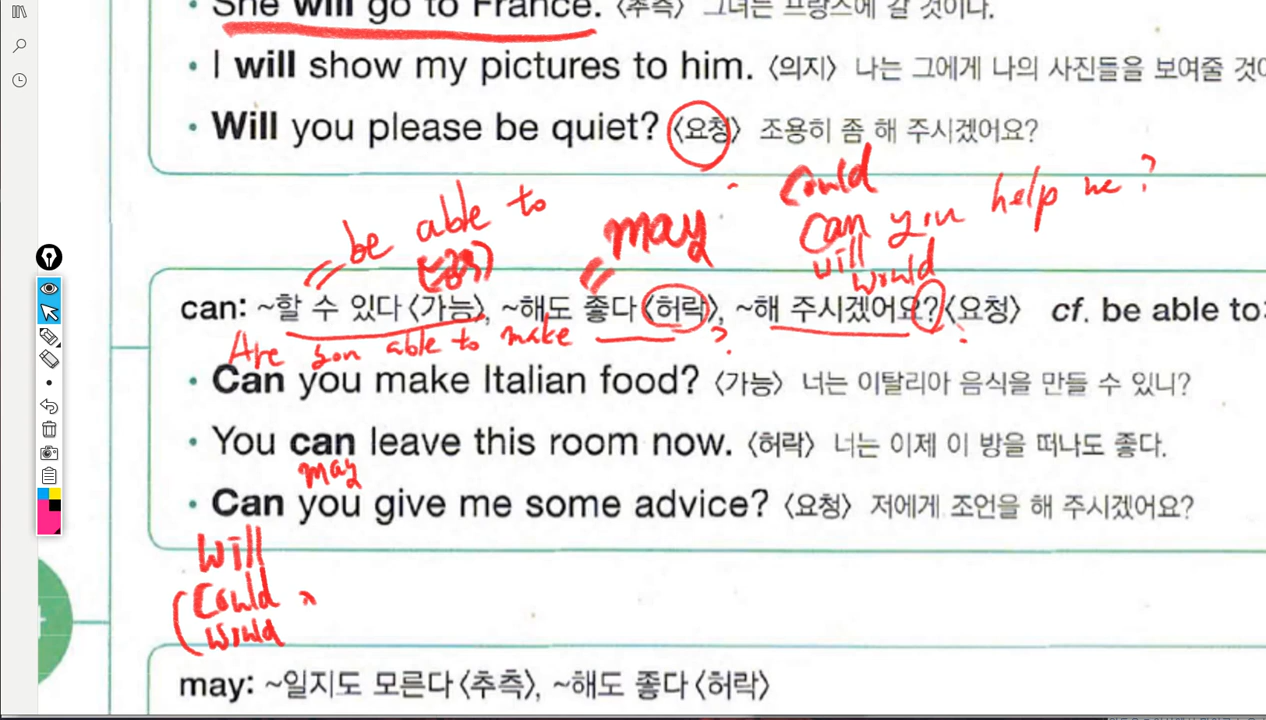 • She will go to France. 〈추측〉 그녀는 프랑스에 갈 것이다.
• I will show my pictures to him. 〈의지〉 나는 그에게 나의 사진들을 보여줄 것이
• Will you please be quiet? 〈요청〉 조용히 좀 해 주시겠어요?
could
be able to
may
can you help me?
will
would
can: ~할 수 있다〈가능〉, ~해도 좋다〈허락〉, ~해 주시겠어요?〈요청〉 cf. be able to:
Are you able to make ?
• Can you make Italian food? 〈가능〉 너는 이탈리아 음식을 만들 수 있니?
• You can leave this room now. 〈허락〉 너는 이제 이 방을 떠나도 좋다.
may
• Can you give me some advice? 〈요청〉 저에게 조언을 해 주시겠어요?
Will
(Could
would
may: ~일지도 모른다〈추측〉, ~해도 좋다〈허락〉